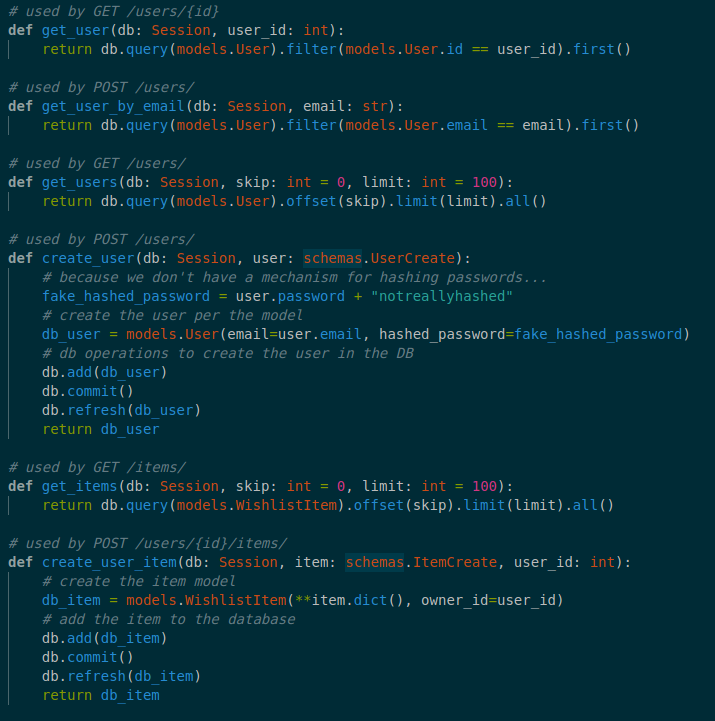 # used by GET /users/{id}
def get_user(db: Session, user_id: int):
    return db.query(models.User).filter(models.User.id == user_id).first()

# used by POST /users/
def get_user_by_email(db: Session, email: str):
    return db.query(models.User).filter(models.User.email == email).first()

# used by GET /users/
def get_users(db: Session, skip: int = 0, limit: int = 100):
    return db.query(models.User).offset(skip).limit(limit).all()

# used by POST /users/
def create_user(db: Session, user: schemas.UserCreate):
    # because we don't have a mechanism for hashing passwords...
    fake_hashed_password = user.password + "notreallyhashed"
    # create the user per the model
    db_user = models.User(email=user.email, hashed_password=fake_hashed_password)
    # db operations to create the user in the DB
    db.add(db_user)
    db.commit()
    db.refresh(db_user)
    return db_user

# used by GET /items/
def get_items(db: Session, skip: int = 0, limit: int = 100):
    return db.query(models.WishlistItem).offset(skip).limit(limit).all()

# used by POST /users/{id}/items/
def create_user_item(db: Session, item: schemas.ItemCreate, user_id: int):
    # create the item model
    db_item = models.WishlistItem(**item.dict(), owner_id=user_id)
    # add the item to the database
    db.add(db_item)
    db.commit()
    db.refresh(db_item)
    return db_item